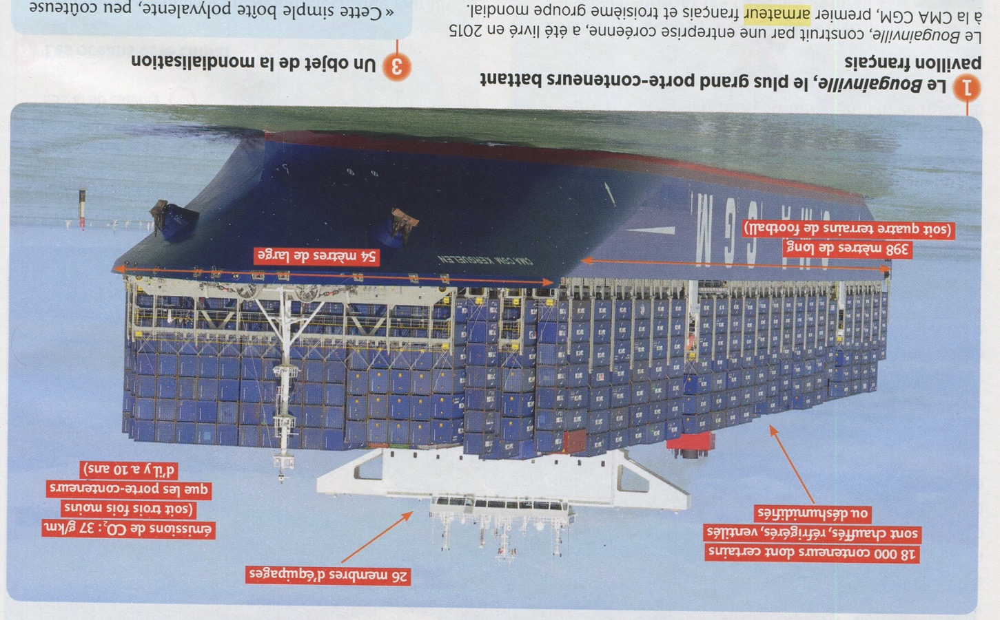 26 membres d'équipages
18 000 conteneurs dont certains
sont chauffés, réfrigérés, ventilés
ou déshumidifiés
émissions de CO₂ : 37 g/km
(soit trois fois moins
que les porte-conteneurs
d'il y a 10 ans)
54 mètres de large
398 mètres de long
(soit quatre terrains de football)
CMA CGM KERGUELEN
CMA CGM
1 Le Bougainville, le plus grand porte-conteneurs battant
pavillon français
Le Bougainville, construit par une entreprise coréenne, a été livré en 2015
à la CMA CGM, premier armateur français et troisième groupe mondial.
3 Un objet de la mondialisation
« Cette simple boîte polyvalente, peu coûteuse